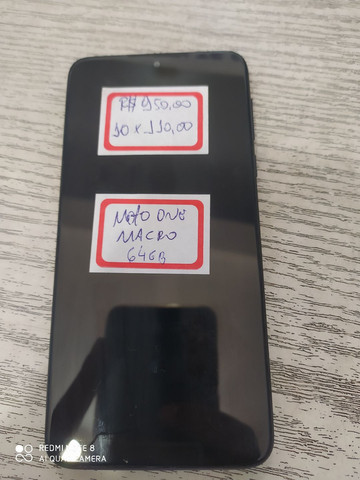 R$ 950,00
10 x 110,00
MOTO ONE
MACRO
64GB
REDMI NOTE 8
AI QUAD CAMERA